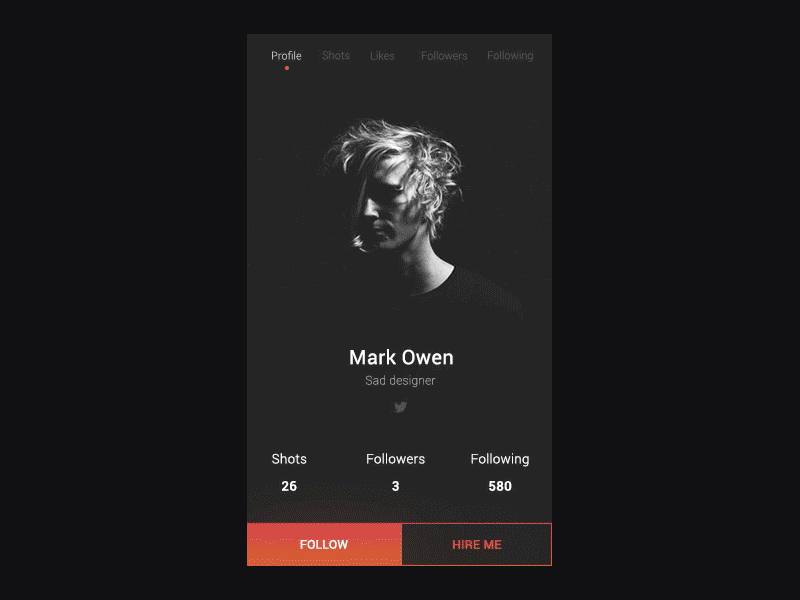 Profile Shots Likes Followers Following
Mark Owen
Sad designer
Shots Followers Following
26 3 580
FOLLOW HIRE ME